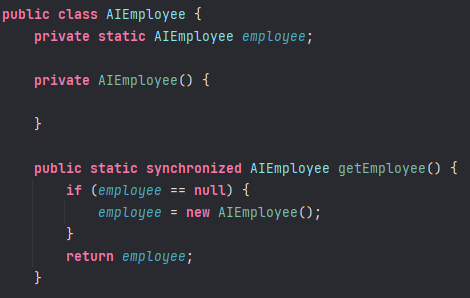 public class AIEmployee {
    private static AIEmployee employee;

    private AIEmployee() {

    }

    public static synchronized AIEmployee getEmployee() {
        if (employee == null) {
            employee = new AIEmployee();
        }
        return employee;
    }